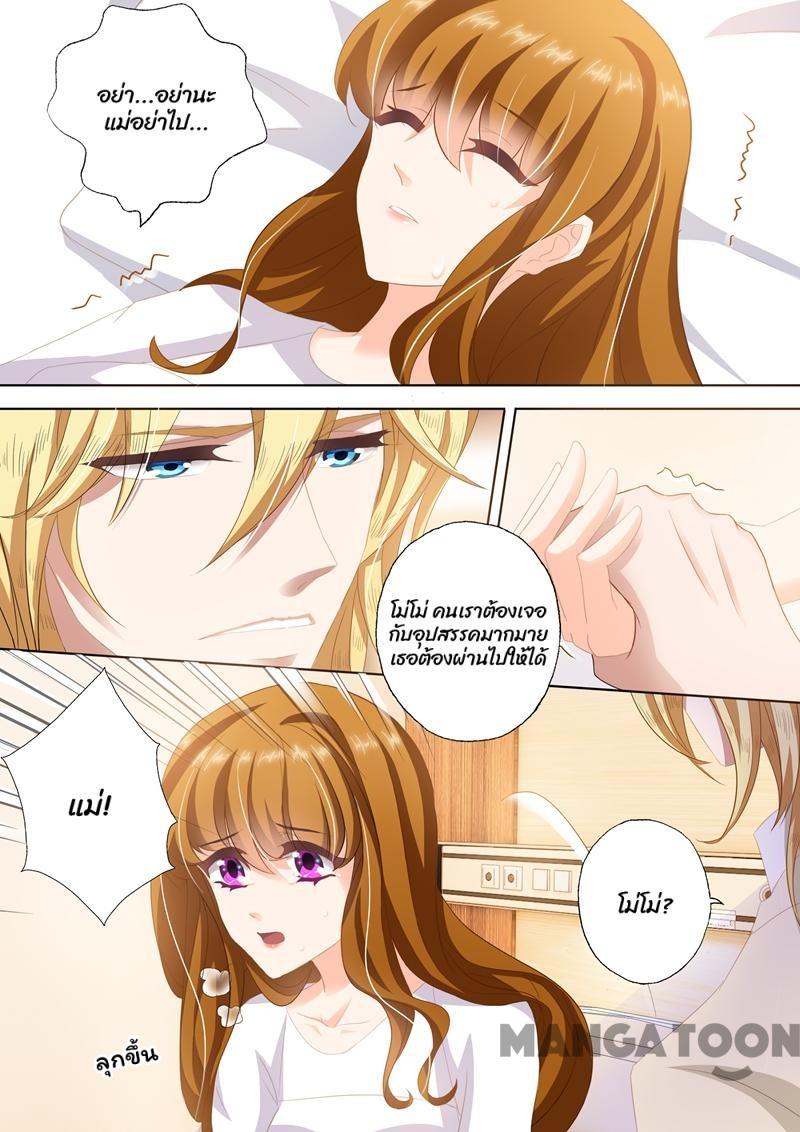 อย่า...อย่านะ
แม่อย่าไป...
โม่โม่ คนเราต้องเจอ
กับอุปสรรคมากมาย
เธอต้องผ่านไปให้ได้
แม่!
โม่โม่?
ลุกขึ้น
MANGATOON